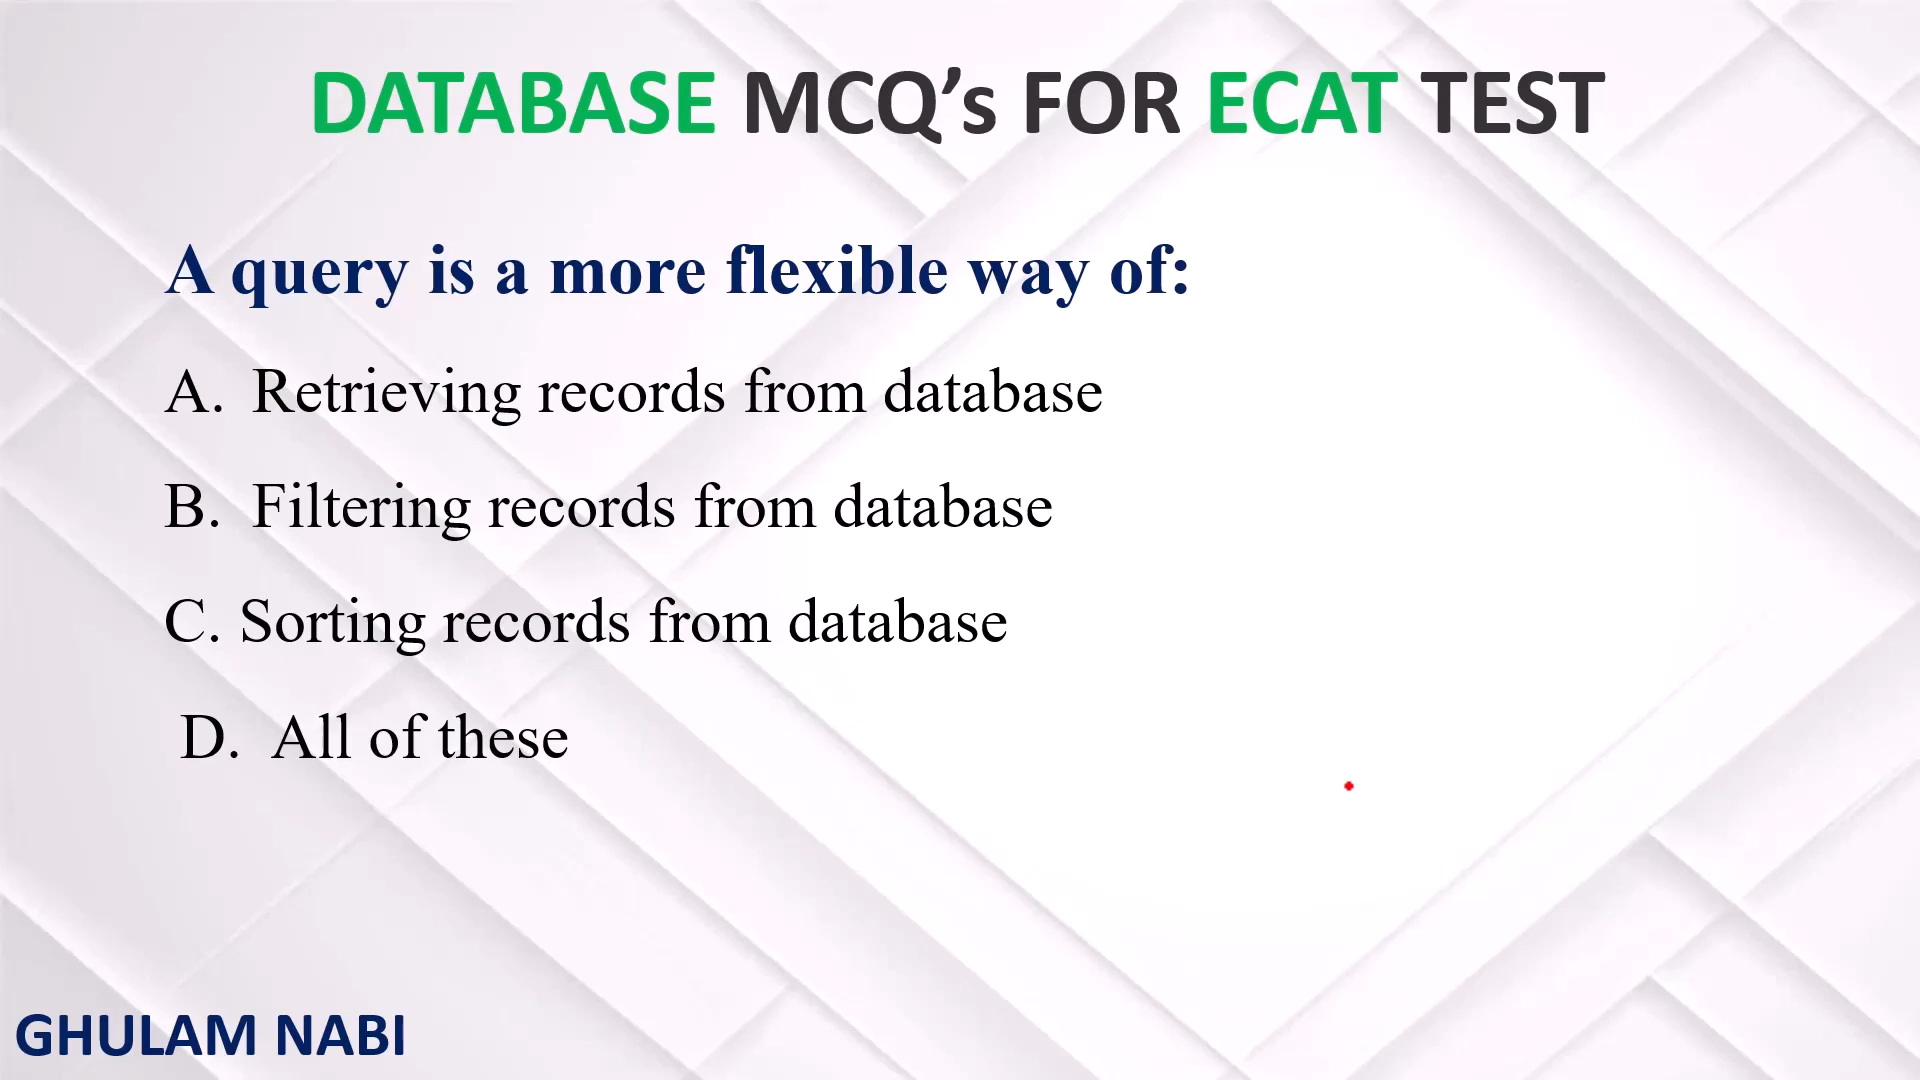 DATABASE MCQ’s FOR ECAT TEST
A query is a more flexible way of:
A. Retrieving records from database
B. Filtering records from database
C. Sorting records from database
D. All of these
GHULAM NABI